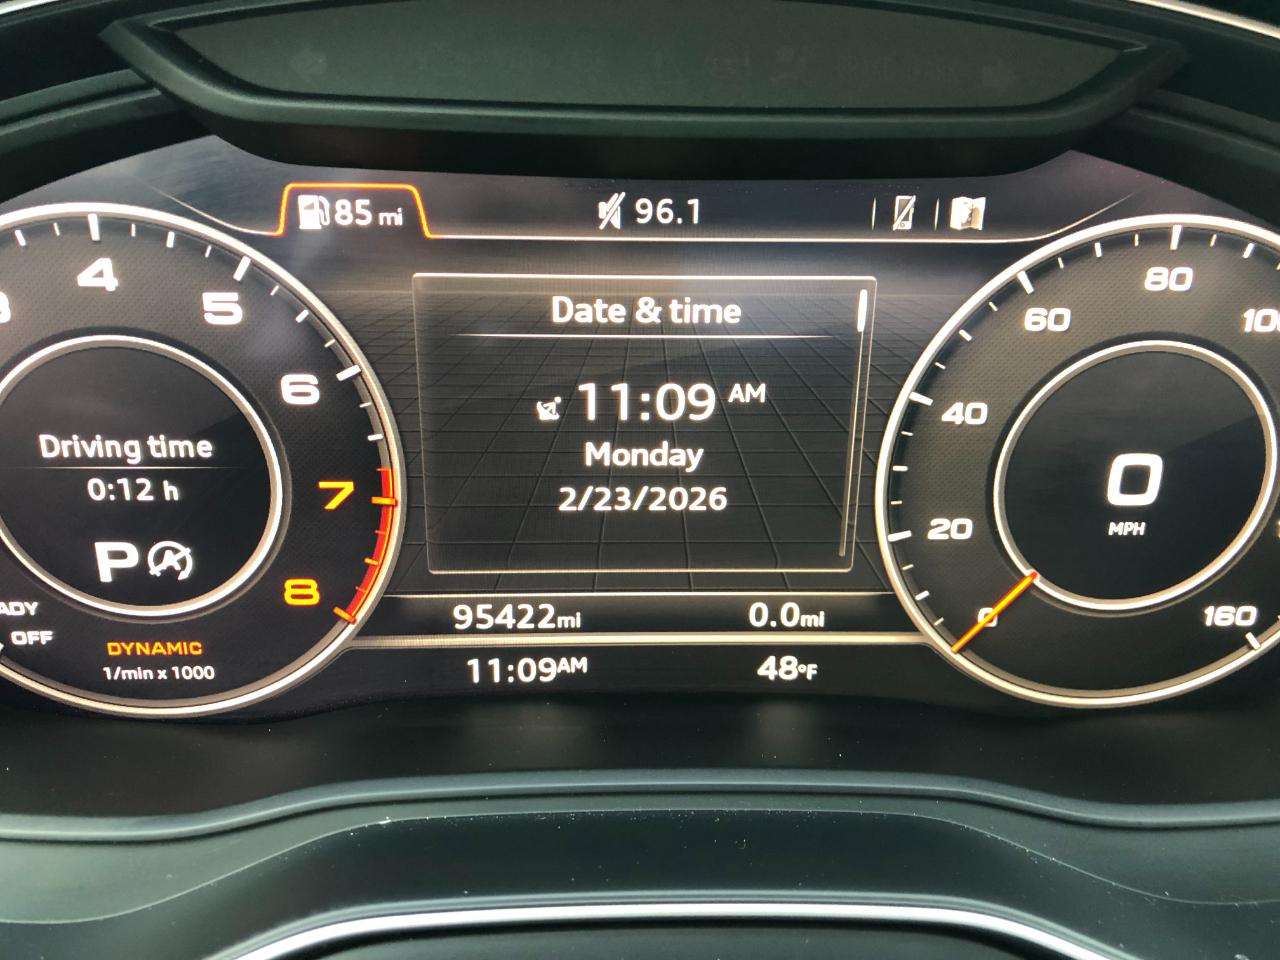 85 mi
96.1
4
5
6
7
8
Driving time
0:12 h
P
ADY
OFF
DYNAMIC
1/min x 1000
Date & time
11:09 AM
Monday
2/23/2026
95422mi
0.0mi
11:09AM
48°F
0
20
40
60
80
160
0
MPH